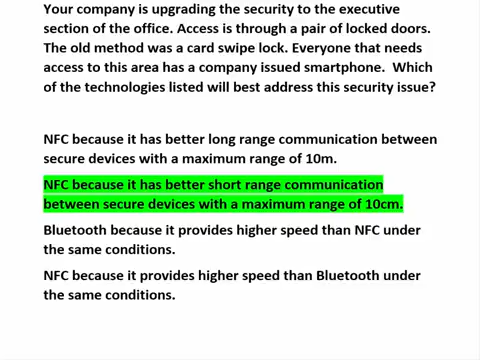 Your company is upgrading the security to the executive
section of the office. Access is through a pair of locked doors.
The old method was a card swipe lock. Everyone that needs
access to this area has a company issued smartphone.  Which
of the technologies listed will best address this security issue?
NFC because it has better long range communication between
secure devices with a maximum range of 10m.
NFC because it has better short range communication
between secure devices with a maximum range of 10cm.
Bluetooth because it provides higher speed than NFC under
the same conditions.
NFC because it provides higher speed than Bluetooth under
the same conditions.